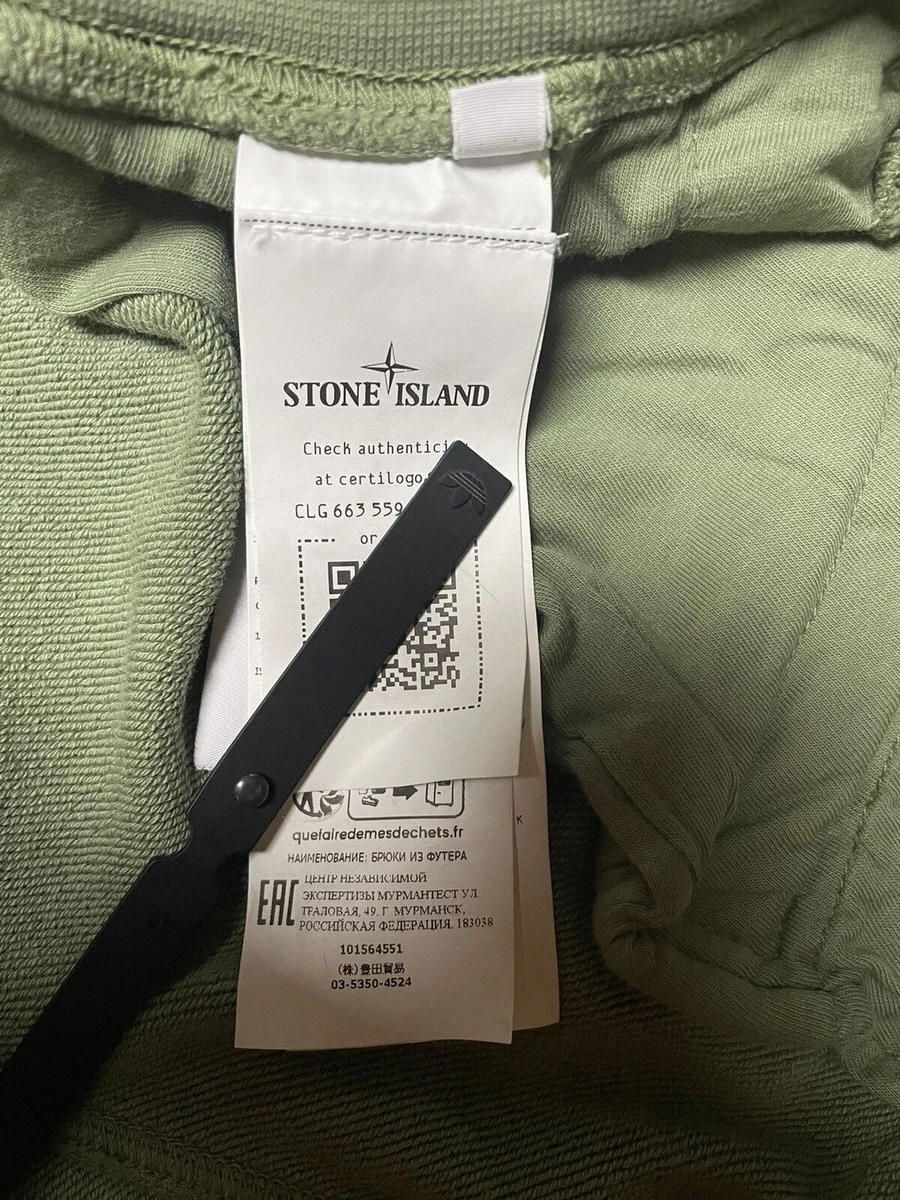 STONE ISLAND
Check
at certilogo
CLG 663 559
or
quefairedemesdechets.fr
НАИМЕНОВАНИЕ: БРЮКИ ИЗ ФУТЕРА
ЦЕНТР НЕЗАВИСИМОЙ
EAC
ЭКСПЕРТИЗЫ МУРМАНТЕСТ УЛ.
ТРАЛОВАЯ, 49, Г. МУРМАНСК,
РОССИЙСКАЯ ФЕДЕРАЦИЯ, 183038
101564551
(株)豊田貿易
03-5350-4524
K